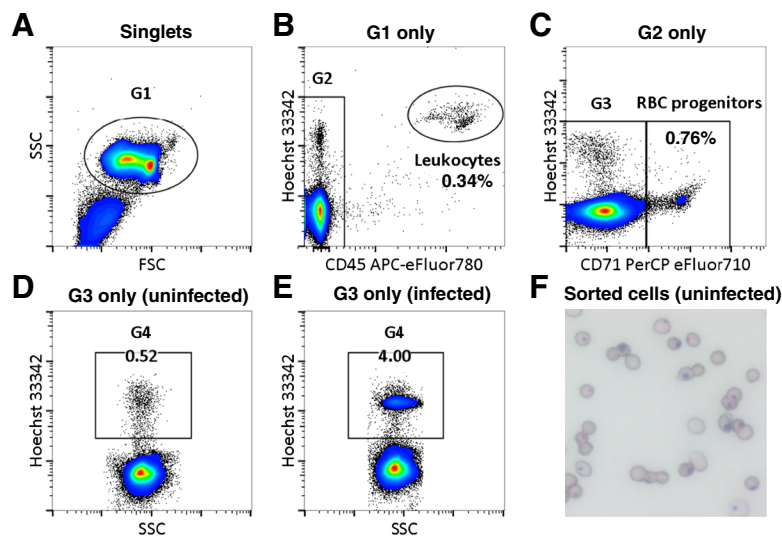 A
Singlets
G1
SSC
FSC
B
G1 only
G2
Hoechst 33342
Leukocytes
0.34%
CD45 APC-eFluor780
C
G2 only
G3
RBC progenitors
0.76%
Hoechst 33342
CD71 PerCP eFluor710
D
G3 only (uninfected)
G4
0.52
Hoechst 33342
SSC
E
G3 only (infected)
G4
4.00
Hoechst 33342
SSC
F
Sorted cells (uninfected)